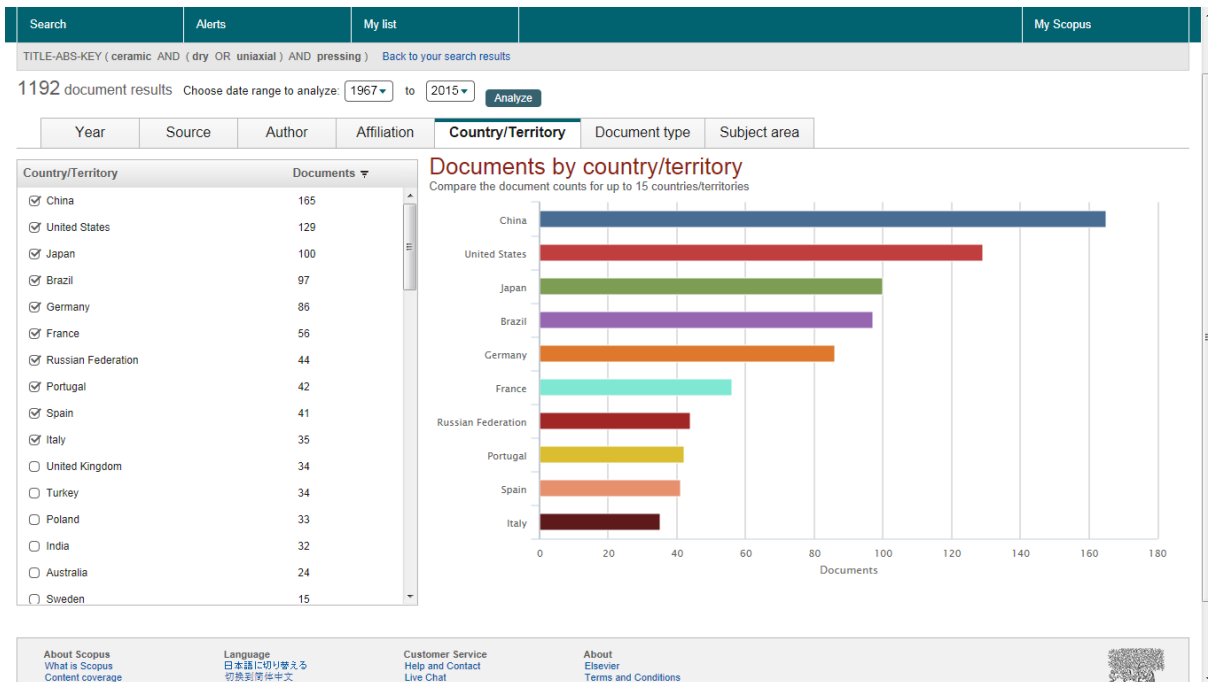 Search Alerts My list My Scopus
TITLE-ABS-KEY ( ceramic AND ( dry OR uniaxial ) AND pressing ) Back to your search results
1192 document results Choose date range to analyze: 1967 to 2015 Analyze
Year Source Author Affiliation Country/Territory Document type Subject area
Country/Territory Documents
China 165
United States 129
Japan 100
Brazil 97
Germany 86
France 56
Russian Federation 44
Portugal 42
Spain 41
Italy 35
United Kingdom 34
Turkey 34
Poland 33
India 32
Australia 24
Sweden 15
Documents by country/territory
Compare the document counts for up to 15 countries/territories
China
United States
Japan
Brazil
Germany
France
Russian Federation
Portugal
Spain
Italy
0 20 40 60 80 100 120 140 160 180
Documents
About Scopus
What is Scopus
Content coverage
Language
日本語に切り替える
切换到简体中文
Customer Service
Help and Contact
Live Chat
About
Elsevier
Terms and Conditions